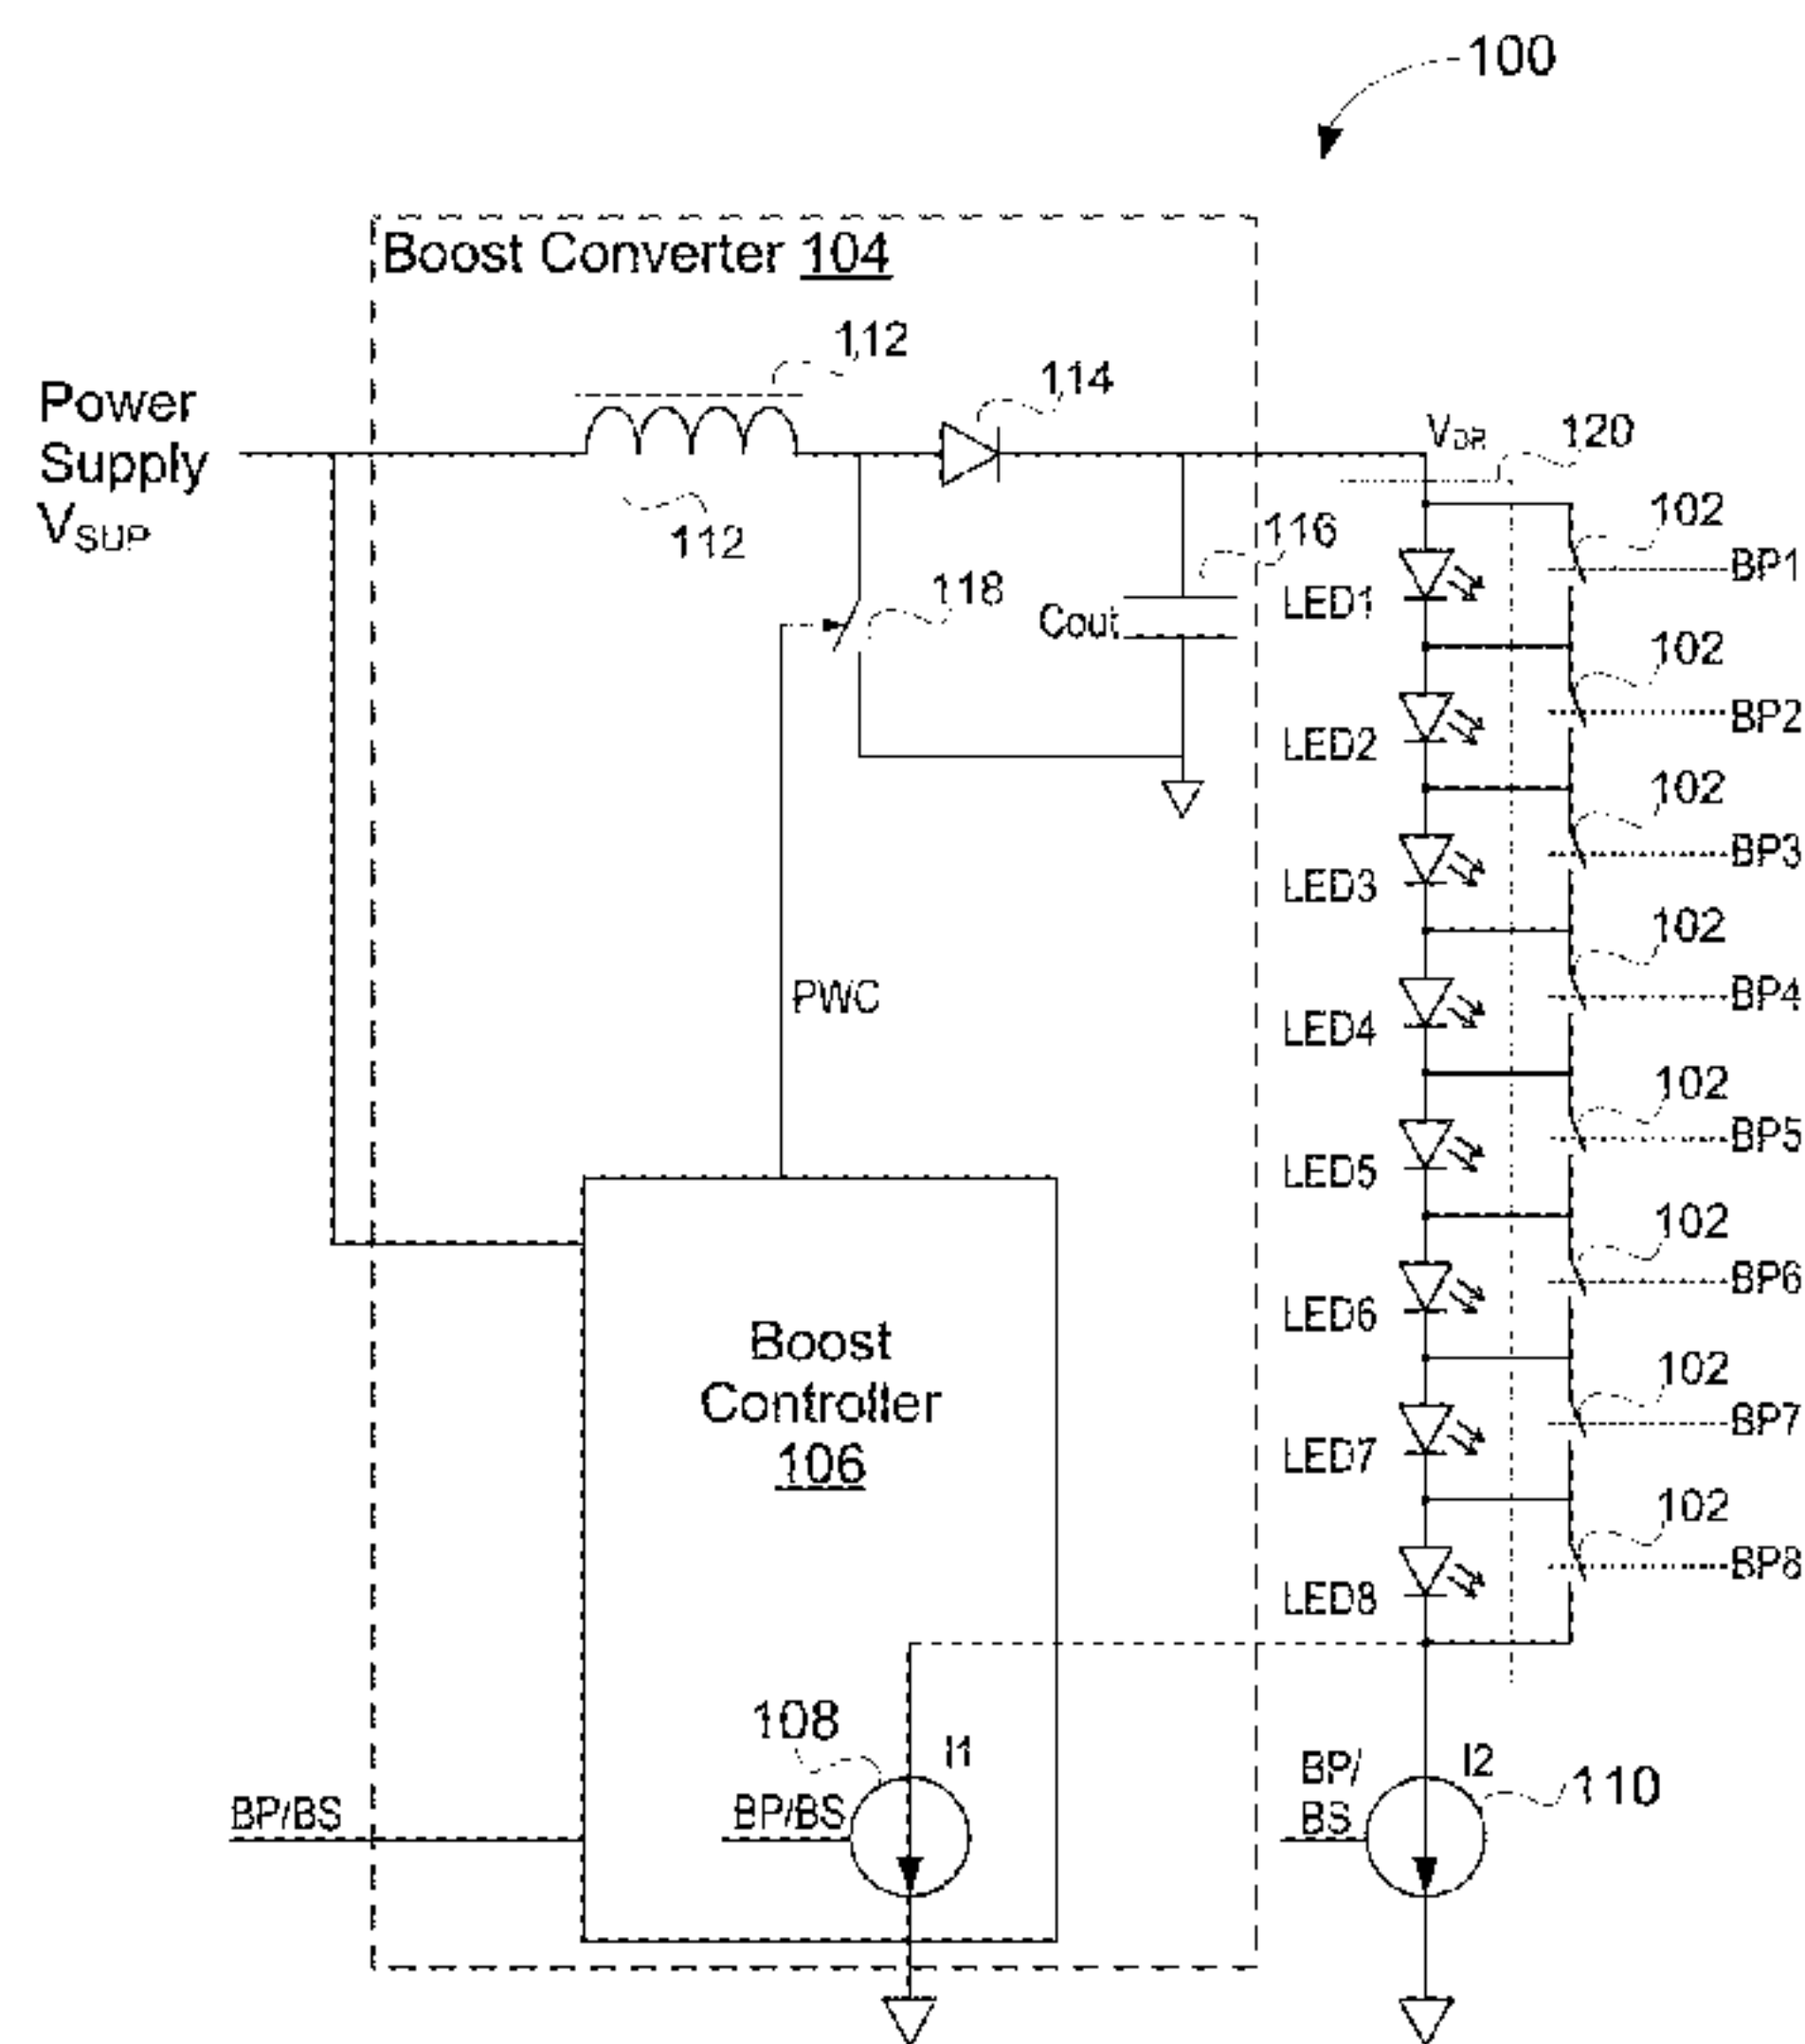 100
Boost Converter 104
112
114
Power
Supply
VSUP
VDR
120
112
116
118
Cout
102
BP1
LED1
102
BP2
LED2
102
BP3
LED3
102
BP4
LED4
PWC
102
BP5
LED5
102
BP6
LED6
Boost
Controller
106
102
BP7
LED7
102
BP8
LED8
108
I1
BP/BS
BP/BS
BP/
BS
I2
110